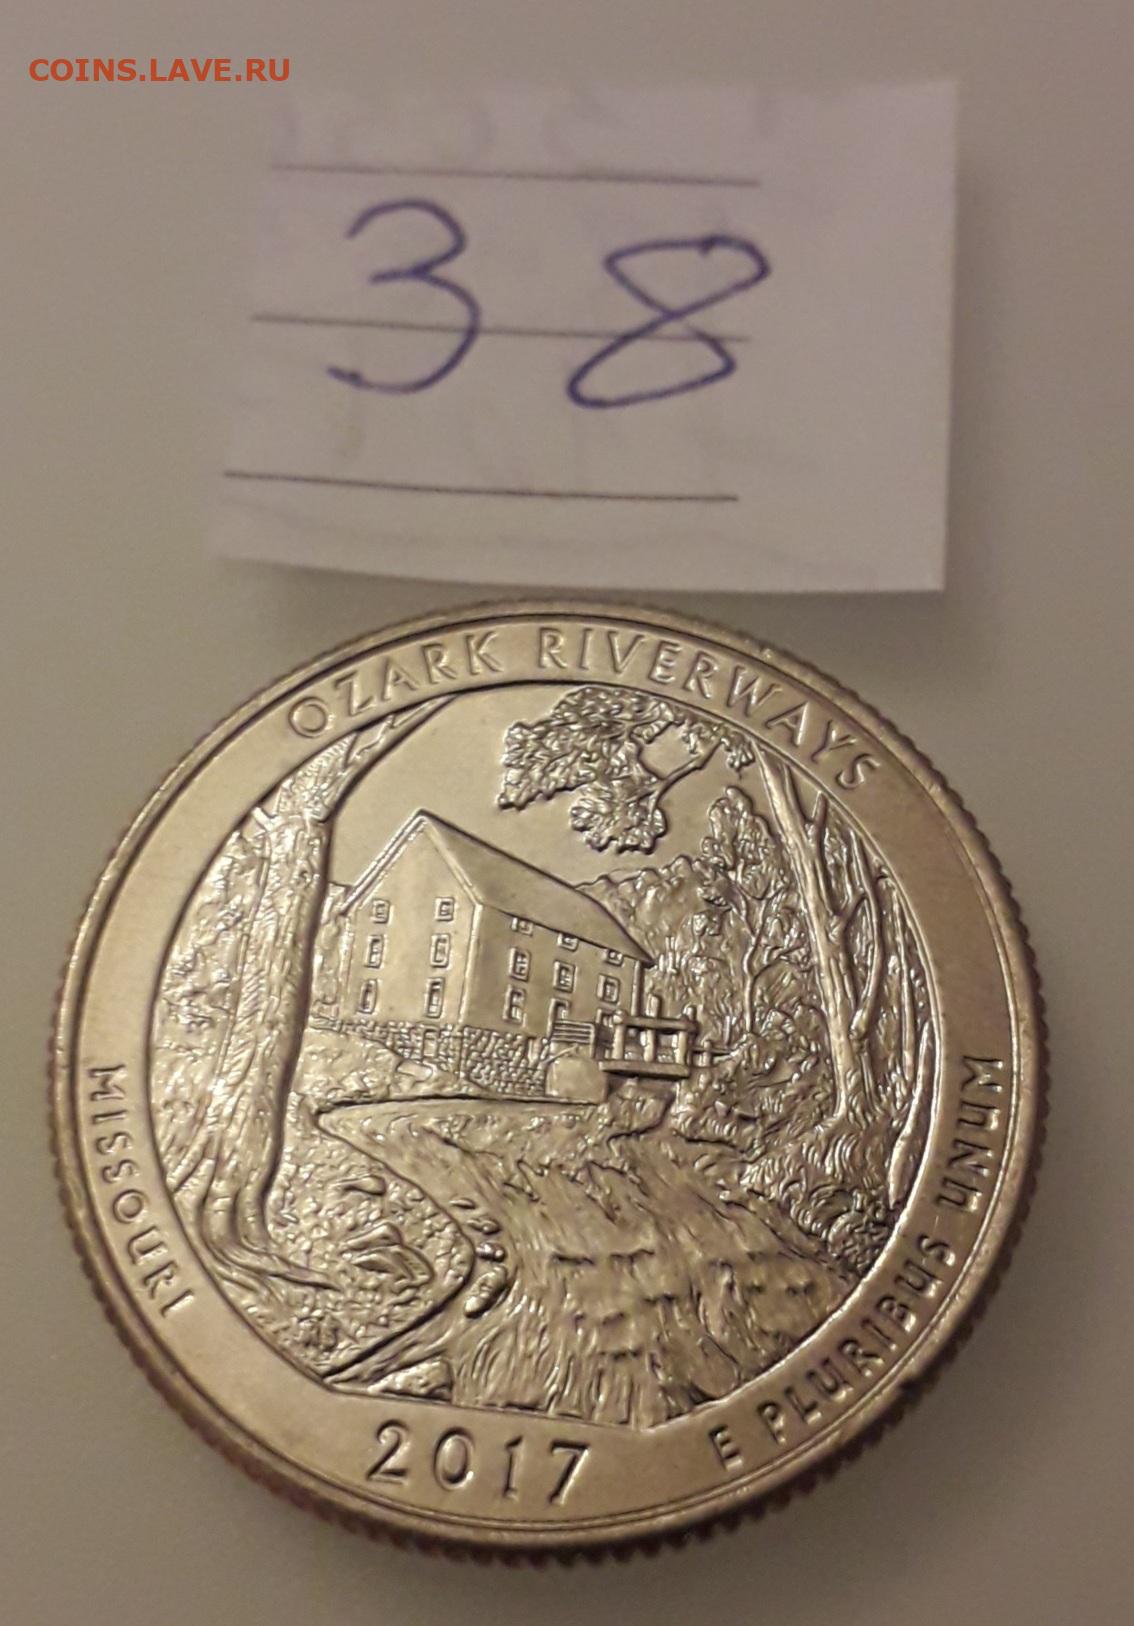 COINS.LAVE.RU
38
OZARK RIVERWAYS
MISSOURI
2017
E PLURIBUS UNUM